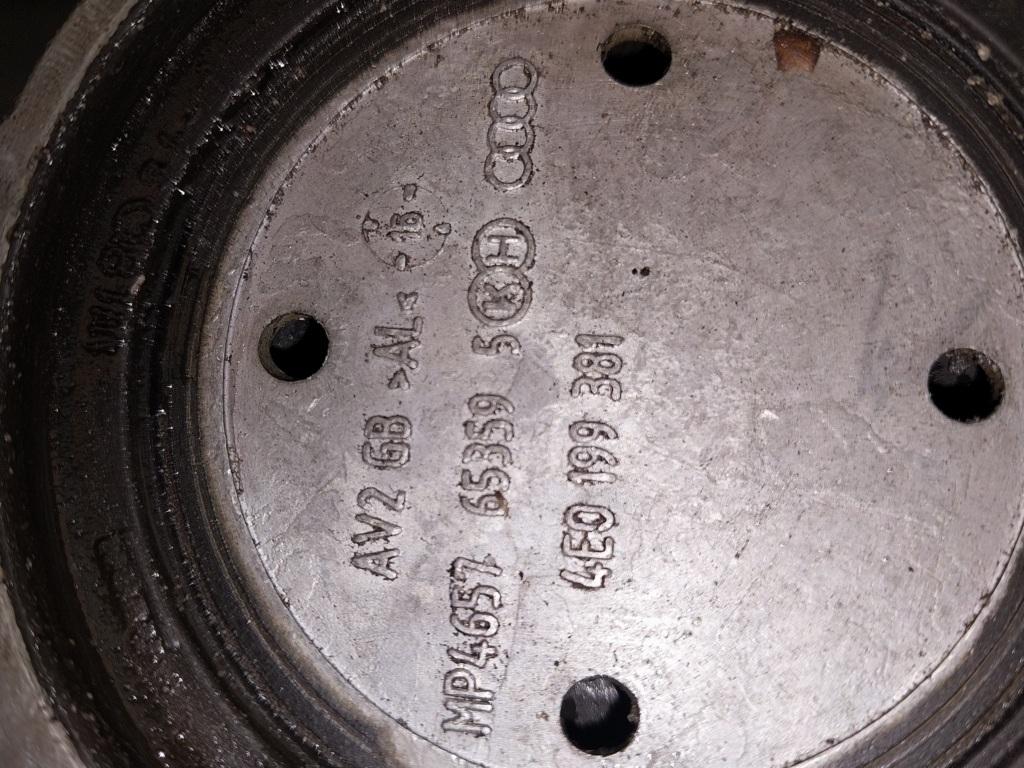 15
AV2 GB >AL<
MP4657 65359 5 K H
4E0 199 381